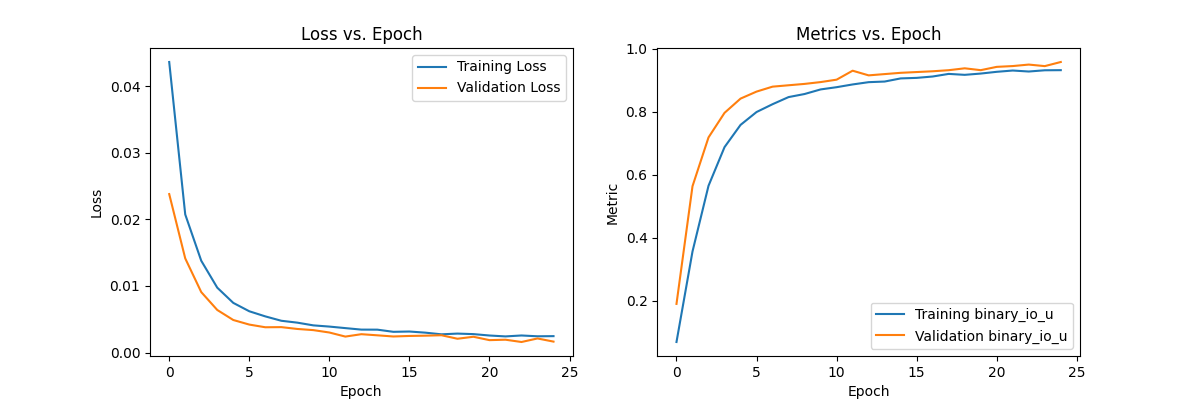 Loss vs. Epoch
Training Loss
Validation Loss
0.04
0.03
0.02
0.01
0.00
Loss
0 5 10 15 20 25
Epoch
Metrics vs. Epoch
1.0
0.8
0.6
0.4
0.2
Metric
Training binary_io_u
Validation binary_io_u
0 5 10 15 20 25
Epoch